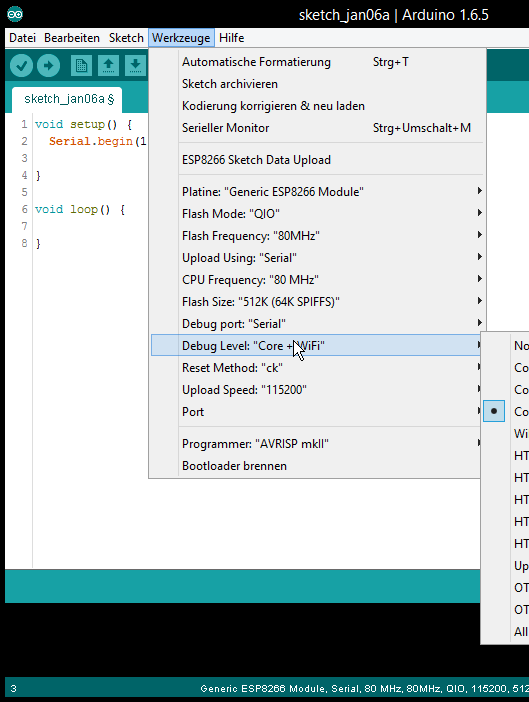 sketch_jan06a | Arduino 1.6.5
Datei Bearbeiten Sketch Werkzeuge Hilfe
sketch_jan06a §
1 void setup() {
2 Serial.begin(1
3
4 }
5
6 void loop() {
7
8 }
Automatische Formatierung Strg+T
Sketch archivieren
Kodierung korrigieren & neu laden
Serieller Monitor Strg+Umschalt+M
ESP8266 Sketch Data Upload
Platine: "Generic ESP8266 Module"
Flash Mode: "QIO"
Flash Frequency: "80MHz"
Upload Using: "Serial"
CPU Frequency: "80 MHz"
Flash Size: "512K (64K SPIFFS)"
Debug port: "Serial"
Debug Level: "Core + WiFi"
Reset Method: "ck"
Upload Speed: "115200"
Port
Programmer: "AVRISP mkII"
Bootloader brennen
No
Co
Co
Co
Wi
HT
HT
HT
HT
HT
Up
OT
OT
All
3 Generic ESP8266 Module, Serial, 80 MHz, 80MHz, QIO, 115200, 512